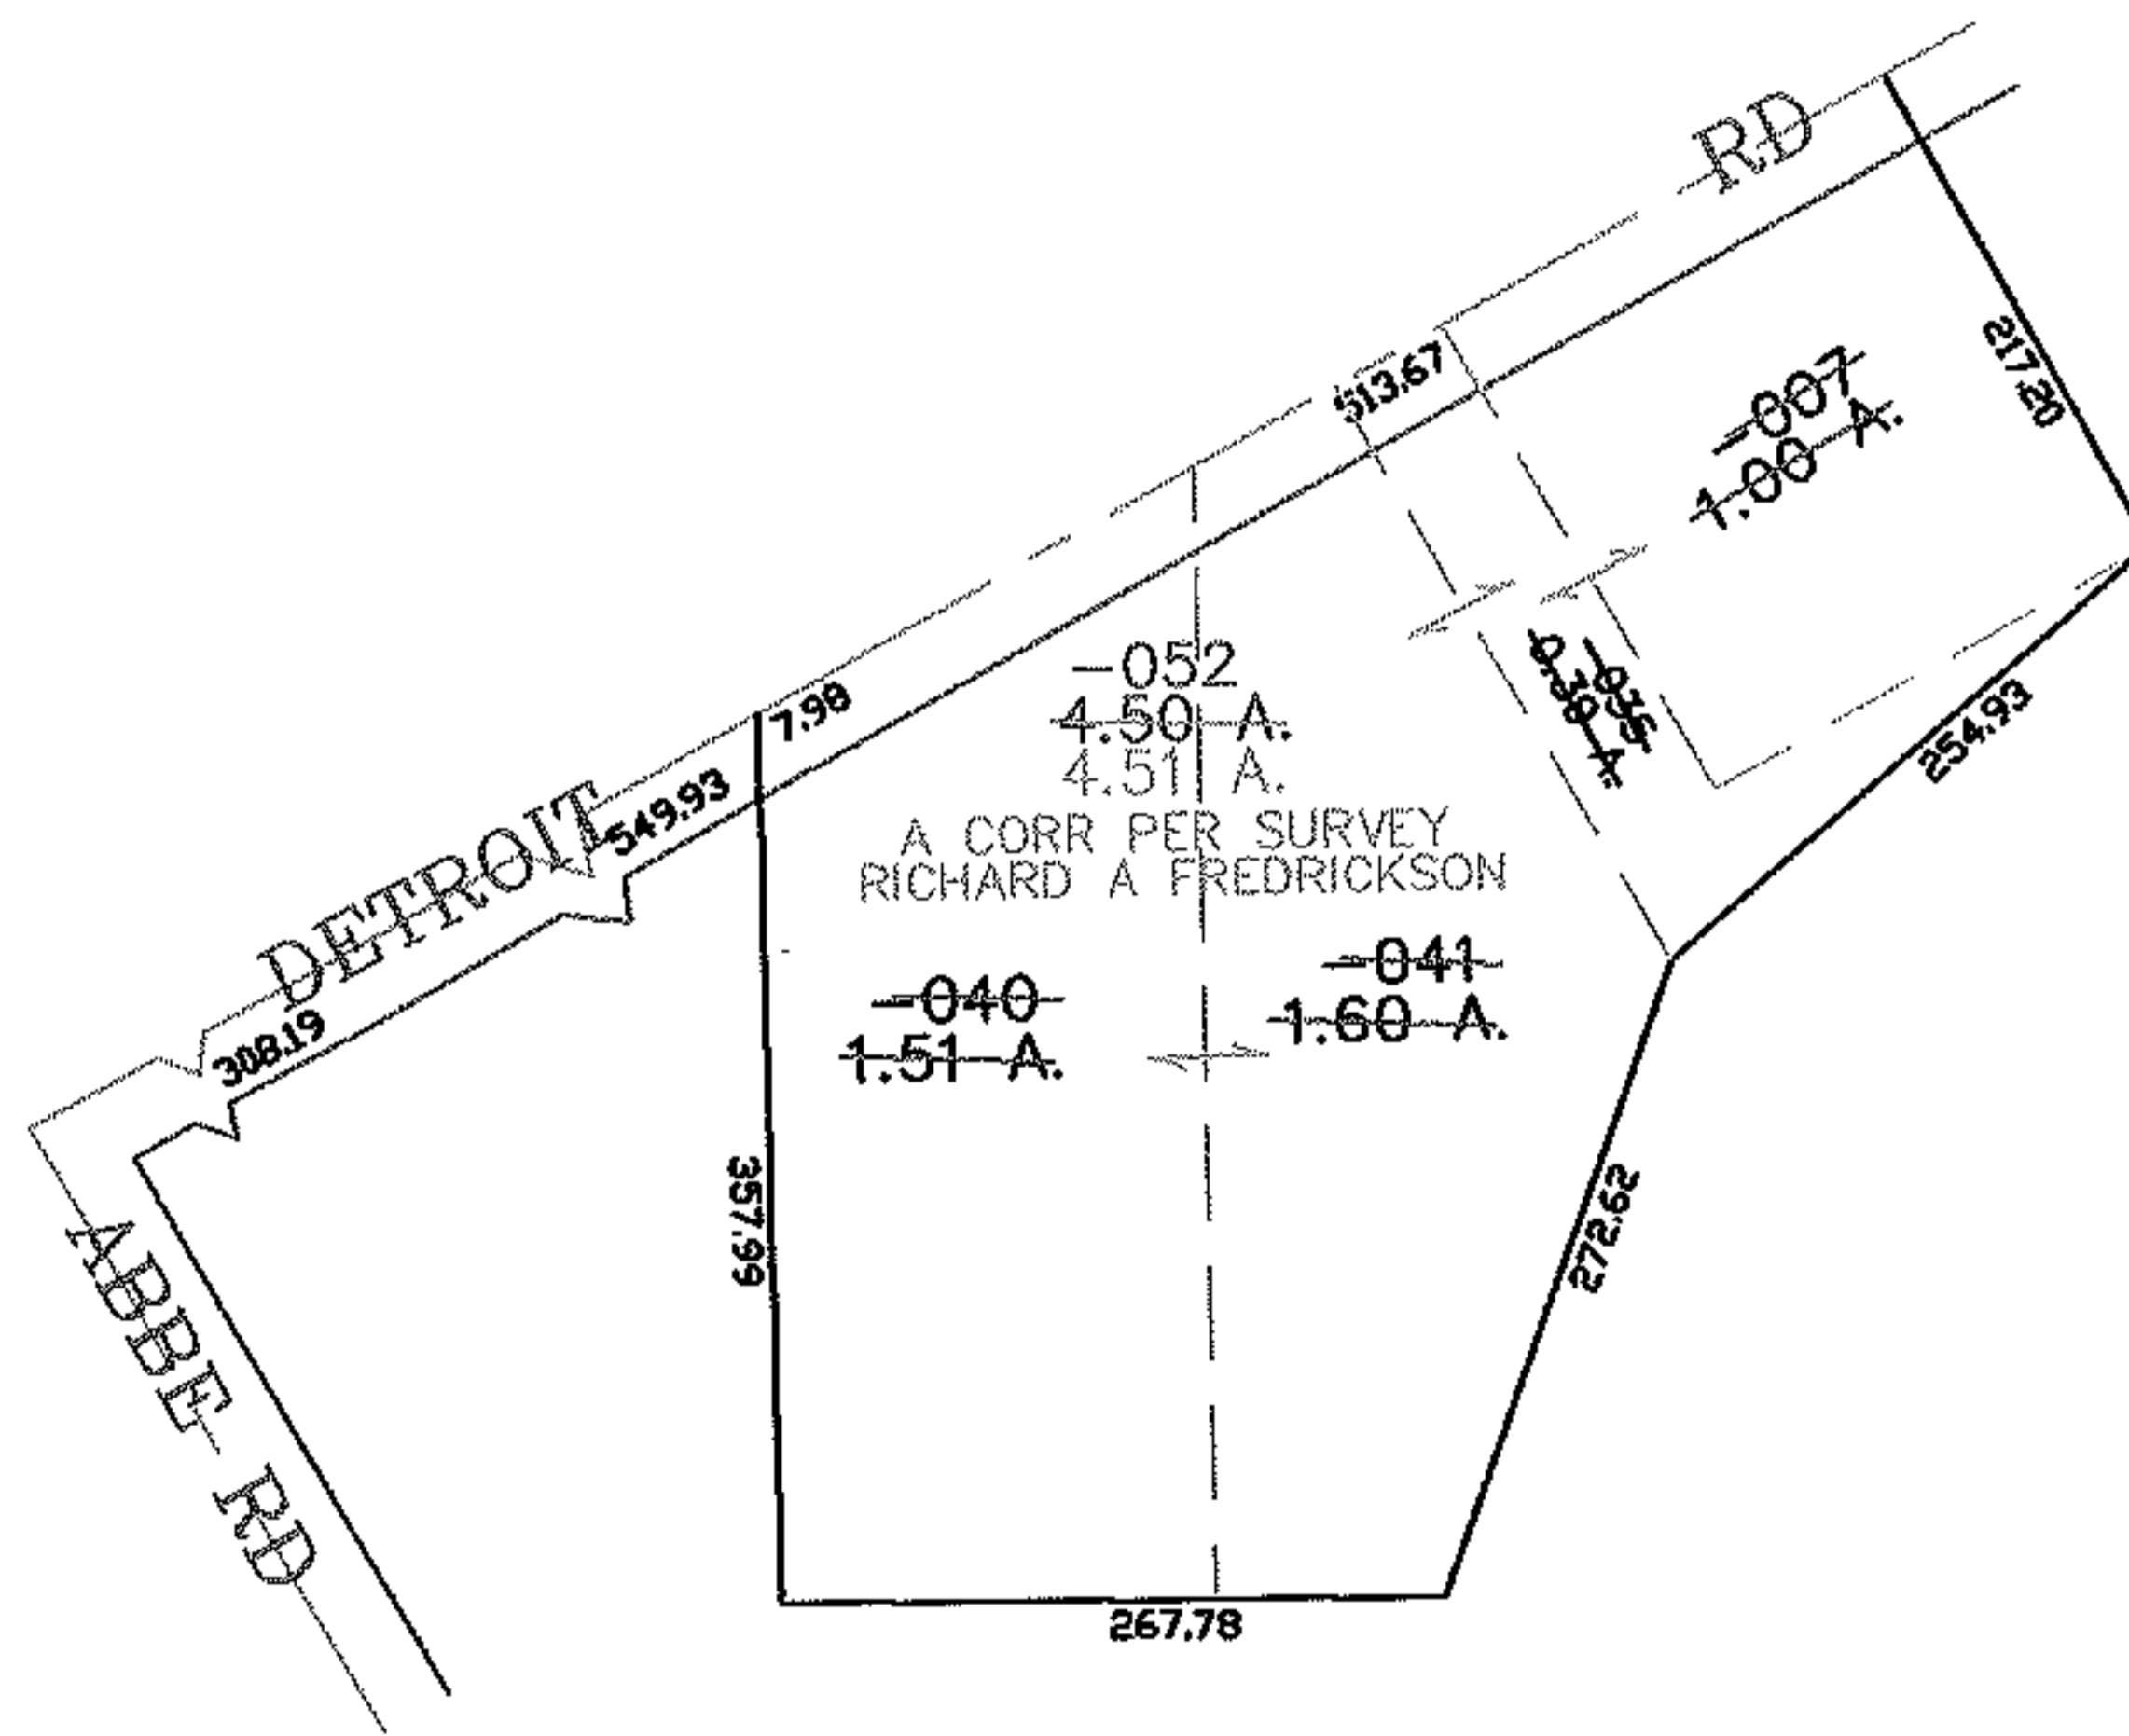 RD
513.67
217.20
-007
1.00 A.
-052
4.50 A.
4.51 A.
A CORR PER SURVEY
RICHARD A FREDRICKSON
7.98
549.93
DETROIT
308.19
254.93
-041
1.60 A.
-040
1.51 A.
357.99
272.62
ABBE RD
267.78